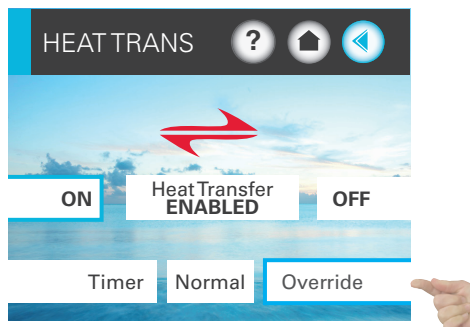 HEAT TRANS ?
ON Heat Transfer OFF
ENABLED
Timer Normal Override